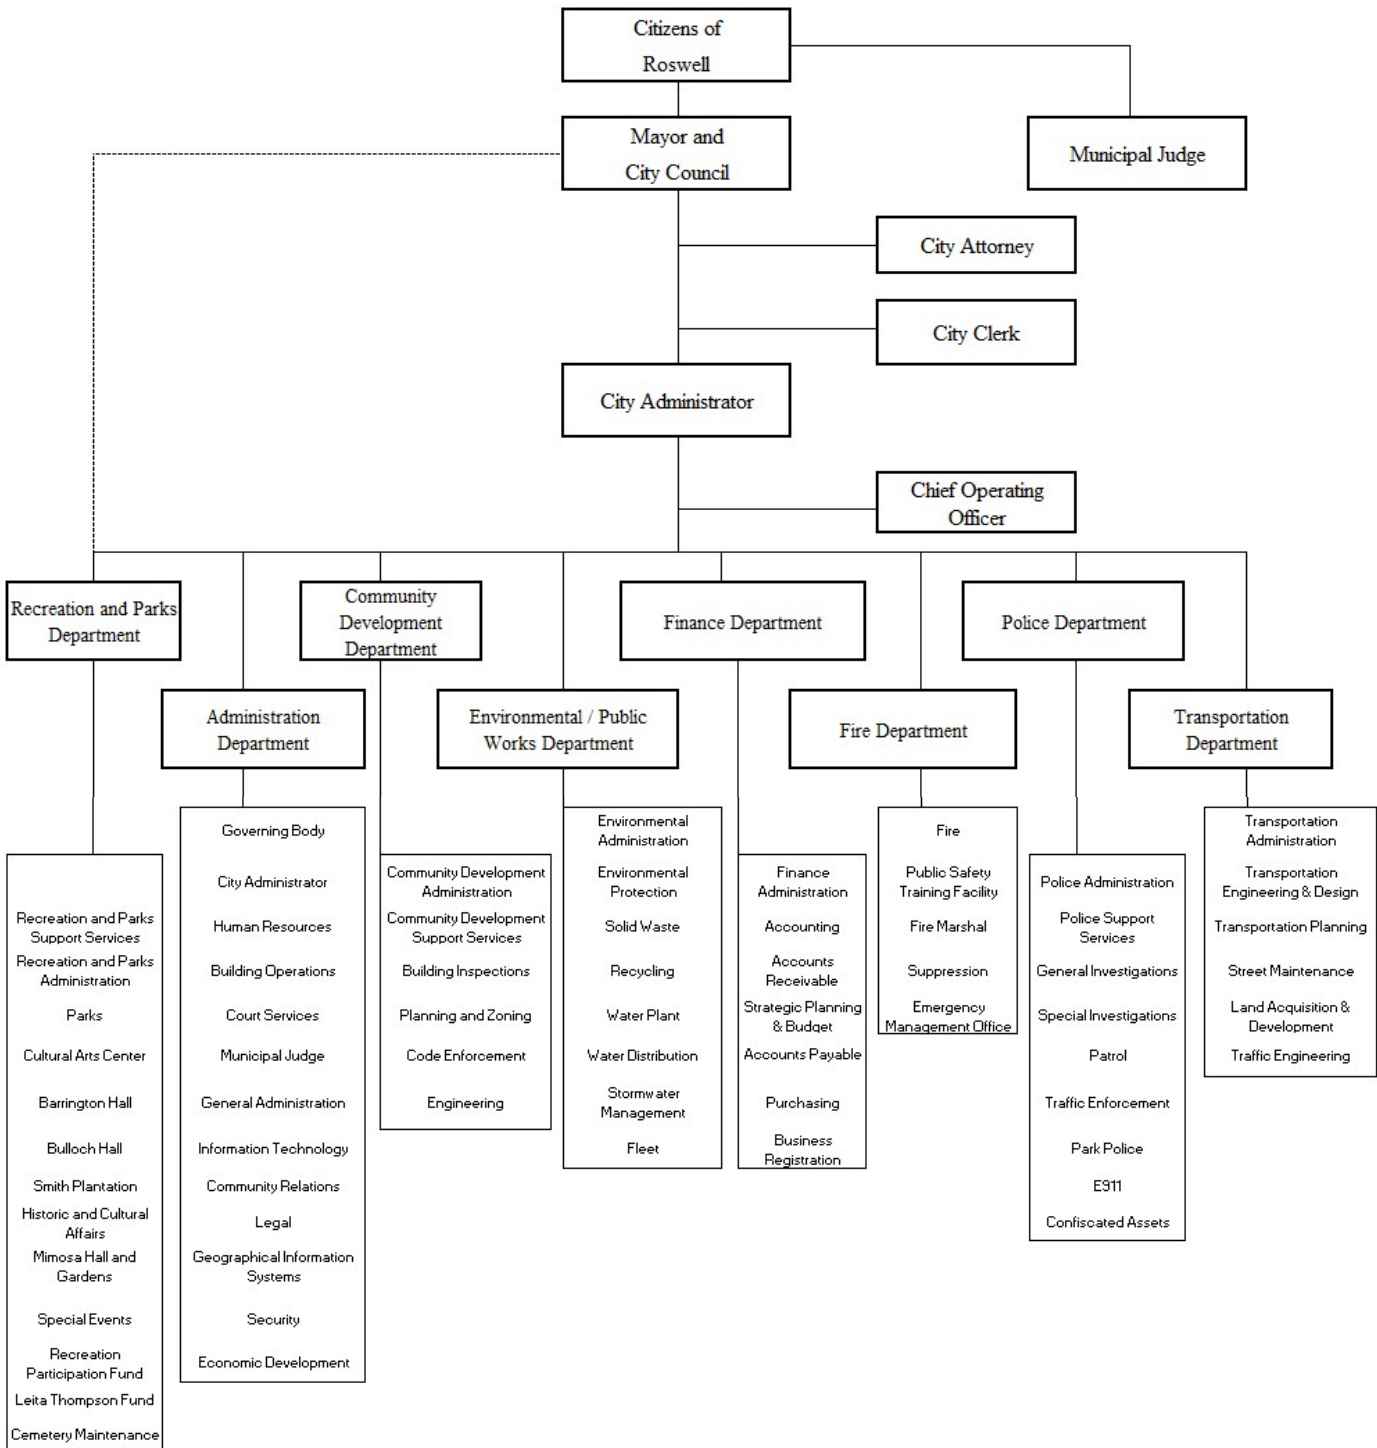 Citizens of
Roswell
Mayor and
City Council
Municipal Judge
City Attorney
City Clerk
City Administrator
Chief Operating
Officer
Recreation and Parks
Department
Community
Development
Department
Finance Department
Police Department
Administration
Department
Environmental / Public
Works Department
Fire Department
Transportation
Department
Recreation and Parks
Support Services
Recreation and Parks
Administration
Parks
Cultural Arts Center
Barrington Hall
Bulloch Hall
Smith Plantation
Historic and Cultural
Affairs
Mimosa Hall and
Gardens
Special Events
Recreation
Participation Fund
Leita Thompson Fund
Cemetery Maintenance
Governing Body
City Administrator
Human Resources
Building Operations
Court Services
Municipal Judge
General Administration
Information Technology
Community Relations
Legal
Geographical Information
Systems
Security
Economic Development
Community Development
Administration
Community Development
Support Services
Building Inspections
Planning and Zoning
Code Enforcement
Engineering
Environmental
Administration
Environmental
Protection
Solid Waste
Recycling
Water Plant
Water Distribution
Stormwater
Management
Fleet
Finance
Administration
Accounting
Accounts
Receivable
Strategic Planning
& Budget
Accounts Payable
Purchasing
Business
Registration
Fire
Public Safety
Training Facility
Fire Marshal
Suppression
Emergency
Management Office
Police Administration
Police Support
Services
General Investigations
Special Investigations
Patrol
Traffic Enforcement
Park Police
E911
Confiscated Assets
Transportation
Administration
Transportation
Engineering & Design
Transportation Planning
Street Maintenance
Land Acquisition &
Development
Traffic Engineering